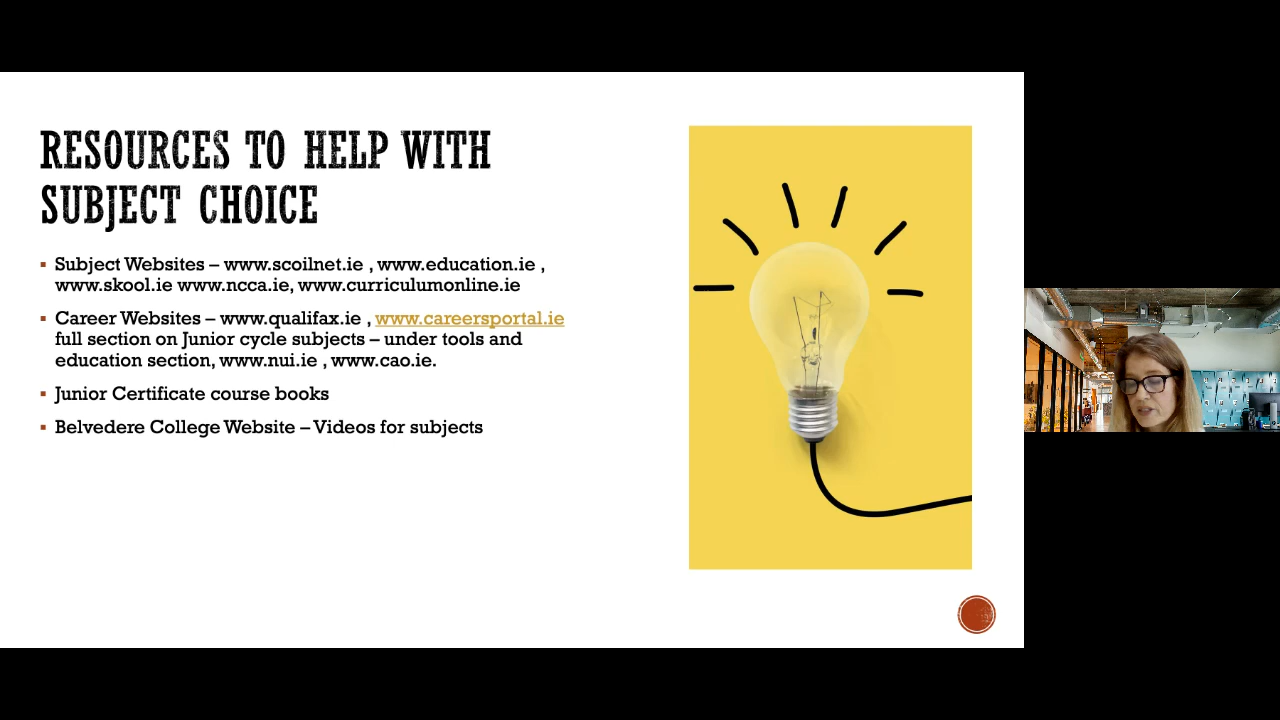 RESOURCES TO HELP WITH
SUBJECT CHOICE
▪ Subject Websites – www.scoilnet.ie , www.education.ie ,
www.skool.ie www.ncca.ie, www.curriculumonline.ie
▪ Career Websites – www.qualifax.ie , www.careersportal.ie
full section on Junior cycle subjects – under tools and
education section, www.nui.ie , www.cao.ie.
▪ Junior Certificate course books
▪ Belvedere College Website – Videos for subjects